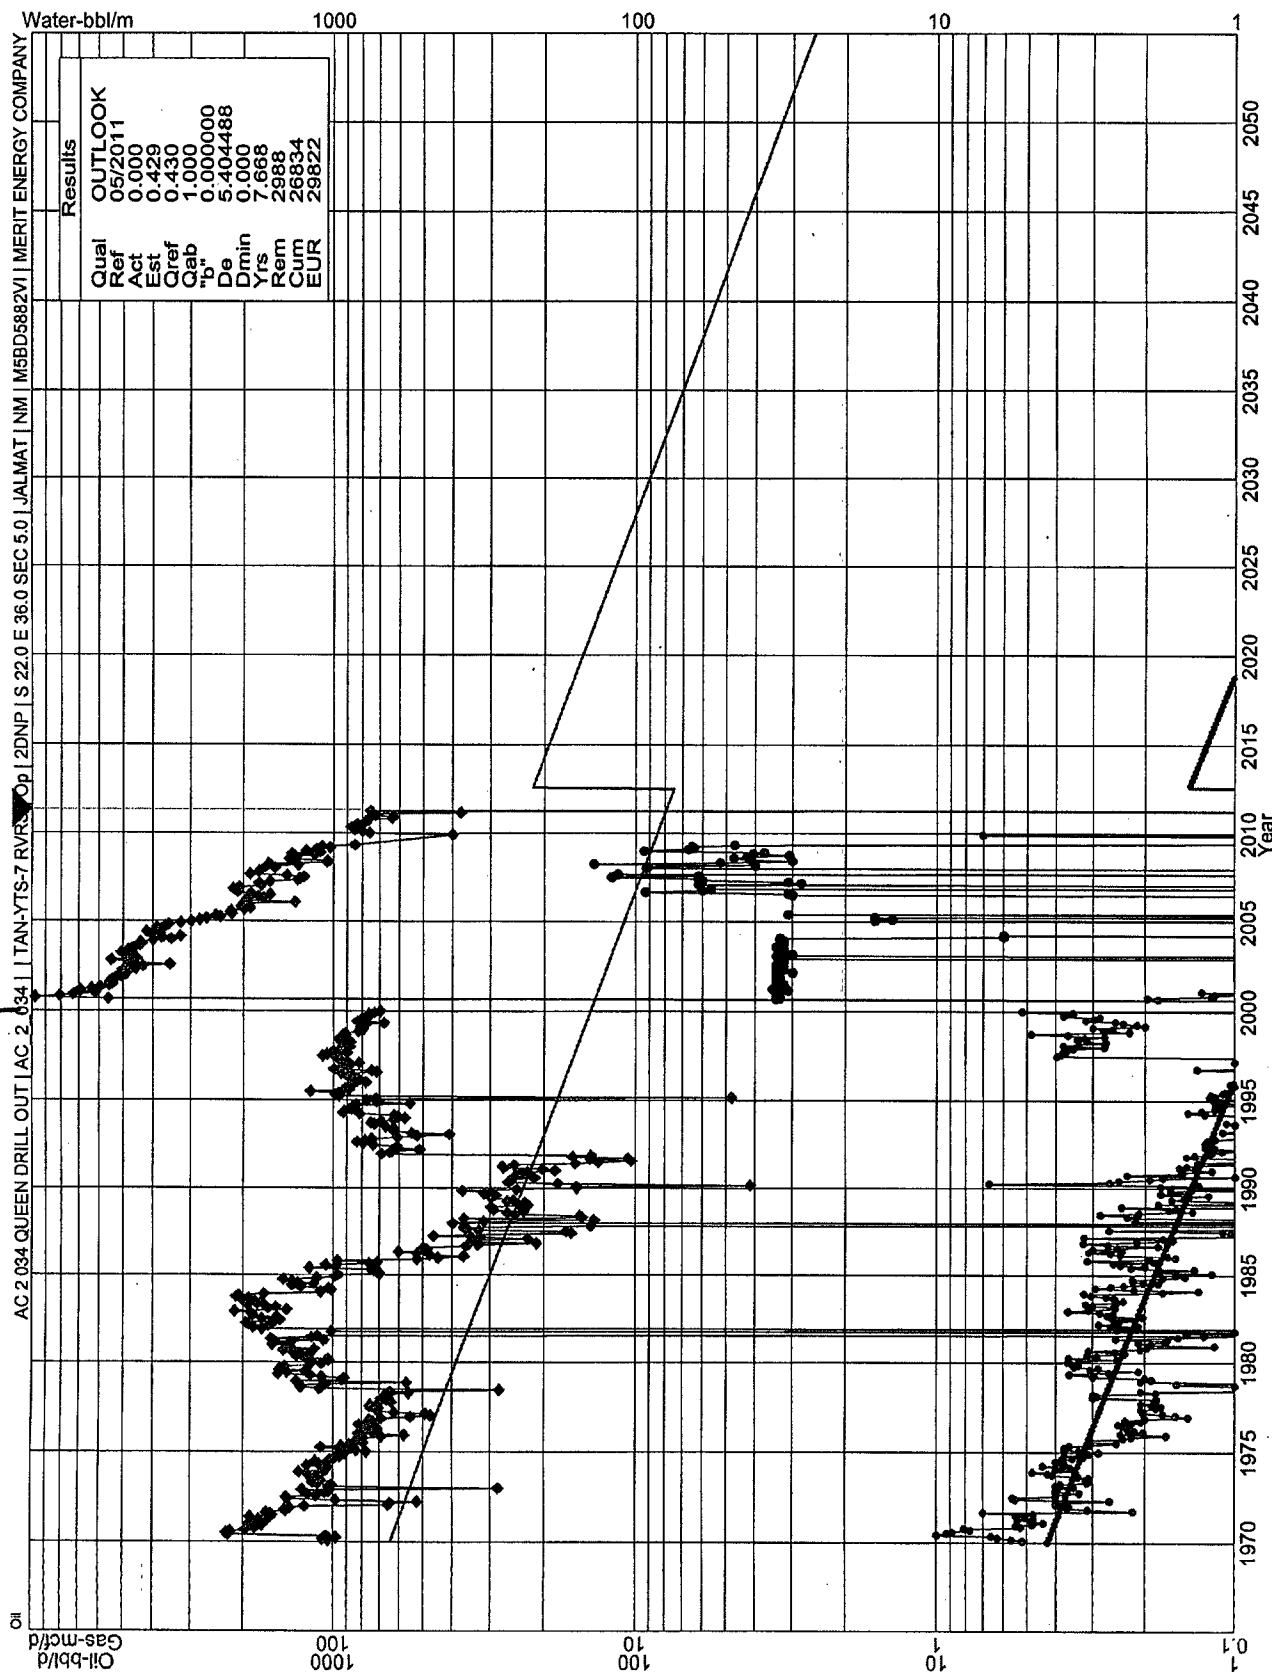 AC 2 034 QUEEN DRILL OUT | AC_2_034 | | TAN-YTS-7 RVRS Op | 2DNP | S 22.0 E 36.0 SEC 5.0 | JALMAT | NM | M5BD5882VI | MERIT ENERGY COMPANY
Oil
Oil-bbl/d
Gas-mcf/d
Water-bbl/m
Results
Qual OUTLOOK
Ref 05/2011
Act 0.000
Est 0.429
Qref 0.430
Qab 1.000
"b" 0.000000
De 5.404488
Dmin 0.000
Yrs 7.668
Rem 2988
Cum 26834
EUR 29822
1000 100 10 1
100 10 1 0.1
1000 100 10 1
1970 1975 1980 1985 1990 1995 2000 2005 2010 2015 2020 2025 2030 2035 2040 2045 2050
Year